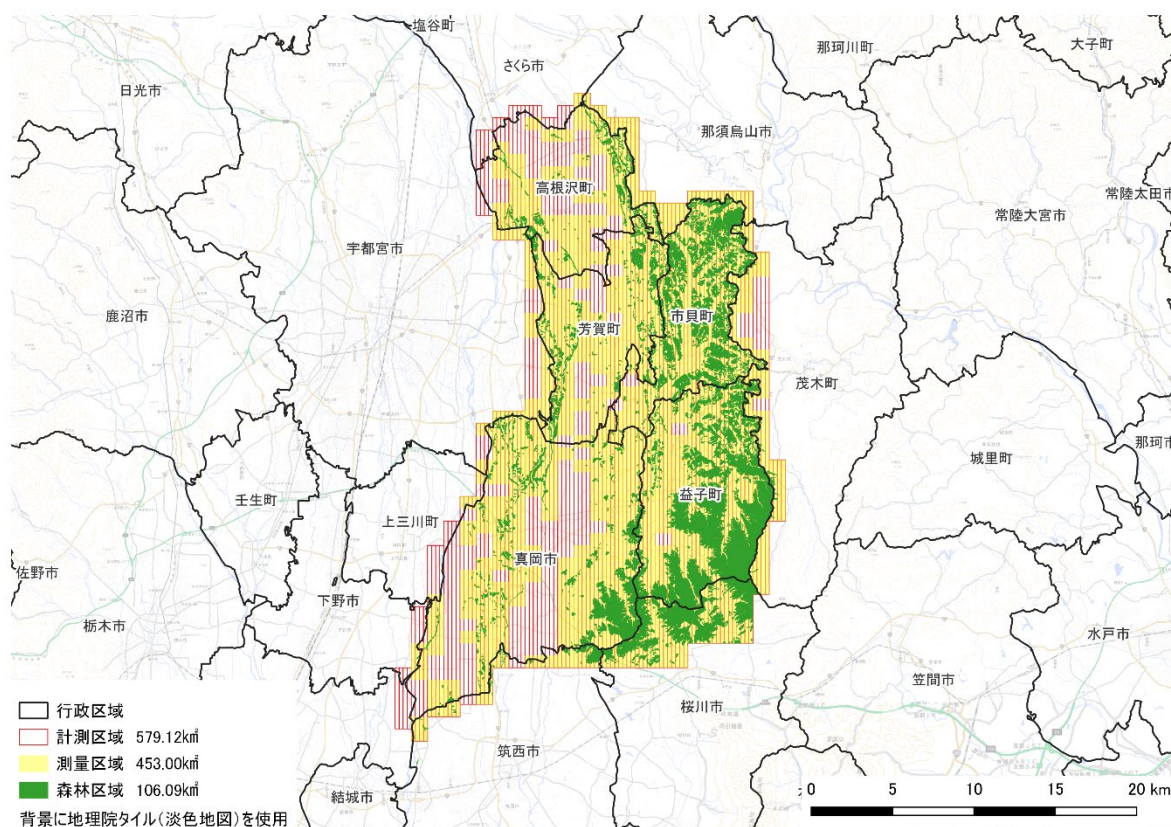 塩谷町
那珂川町
大子町
さくら市
日光市
那須烏山市
高根沢町
常陸太田市
常陸大宮市
宇都宮市
鹿沼市
芳賀町
市貝町
茂木町
那珂市
城里町
益子町
壬生町
上三川町
真岡市
佐野市
下野市
栃木市
水戸市
笠間市
桜川市
筑西市
結城市
行政区域
計測区域 579.12k㎡
測量区域 453.00k㎡
森林区域 106.09k㎡
背景に地理院タイル(淡色地図)を使用
0 5 10 15 20 km